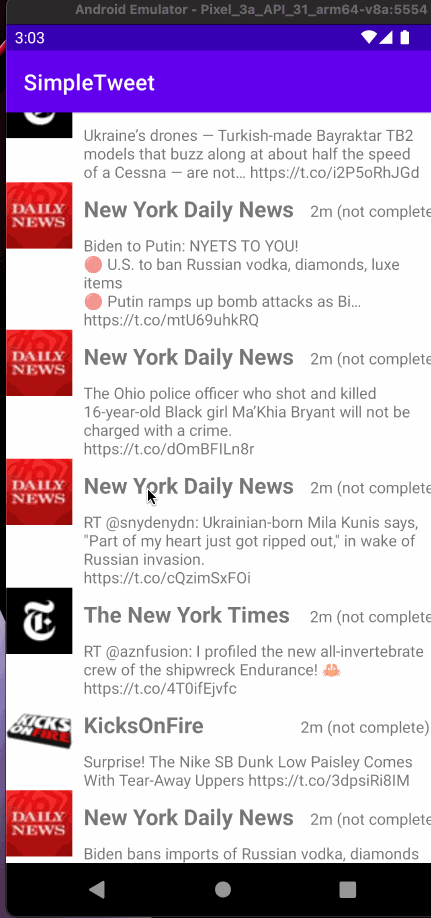 Android Emulator - Pixel_3a_API_31_arm64-v8a:5554
3:03
SimpleTweet
Ukraine’s drones — Turkish-made Bayraktar TB2
models that buzz along at about half the speed
of a Cessna — are not… https://t.co/i2P5oRhJGd
DAILY NEWS
New York Daily News 2m (not complete
Biden to Putin: NYETS TO YOU!
🔴 U.S. to ban Russian vodka, diamonds, luxe
items
🔴 Putin ramps up bomb attacks as Bi…
https://t.co/mtU69uhkRQ
DAILY NEWS
New York Daily News 2m (not complete
The Ohio police officer who shot and killed
16-year-old Black girl Ma’Khia Bryant will not be
charged with a crime.
https://t.co/dOmBFILn8r
DAILY NEWS
New York Daily News 2m (not complete
RT @snydenydn: Ukrainian-born Mila Kunis says,
"Part of my heart just got ripped out," in wake of
Russian invasion.
https://t.co/cQzimSxFOi
The New York Times 2m (not complete
RT @aznfusion: I profiled the new all-invertebrate
crew of the shipwreck Endurance! 🦀
https://t.co/4T0ifEjvfc
KICKS ON FIRE
KicksOnFire 2m (not complete)
Surprise! The Nike SB Dunk Low Paisley Comes
With Tear-Away Uppers https://t.co/3dpsiRi8IM
DAILY NEWS
New York Daily News 2m (not complete
Biden bans imports of Russian vodka, diamonds